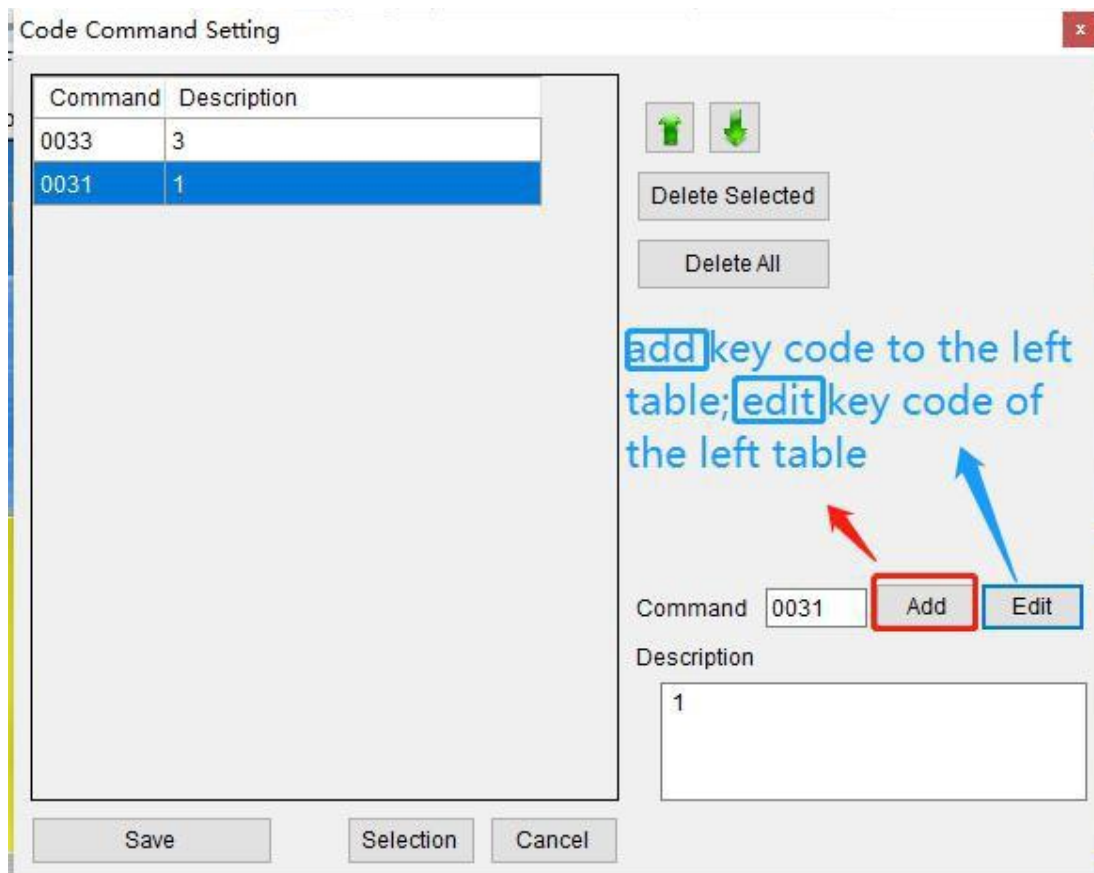 Code Command Setting
x
Command Description
0033 3
0031 1
Delete Selected
Delete All
add key code to the left
table; edit key code of
the left table
Command 0031 Add Edit
Description
1
Save Selection Cancel